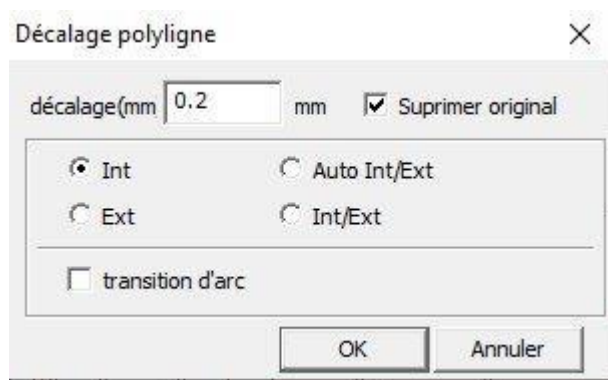 Décalage polyligne
décalage(mm 0.2 mm Suprimer original
Int Auto Int/Ext
Ext Int/Ext
transition d'arc
OK Annuler